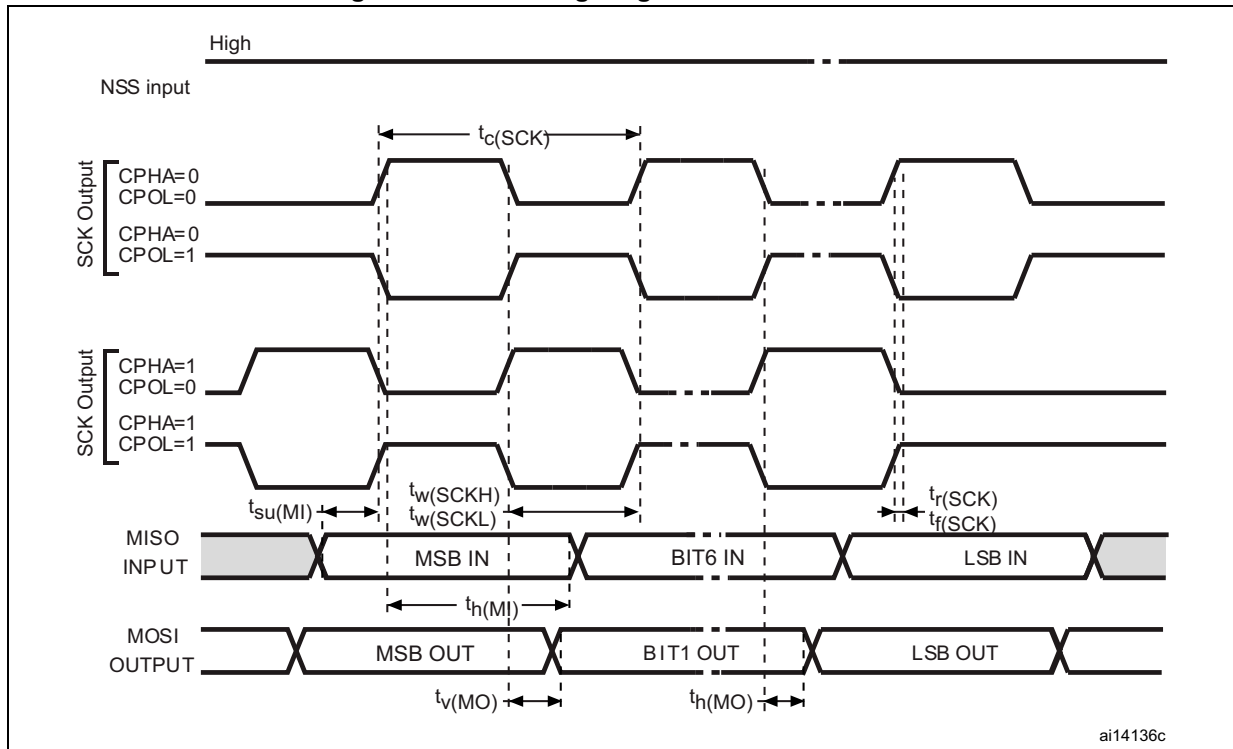 High
NSS input
tc(SCK)
SCK Output
CPHA=0
CPOL=0
CPHA=0
CPOL=1
SCK Output
CPHA=1
CPOL=0
CPHA=1
CPOL=1
tsu(MI)
tw(SCKH)
tw(SCKL)
tr(SCK)
tf(SCK)
MISO
INPUT
MSB IN
BIT6 IN
LSB IN
th(MI)
MOSI
OUTPUT
MSB OUT
BIT1 OUT
LSB OUT
tv(MO)
th(MO)
ai14136c